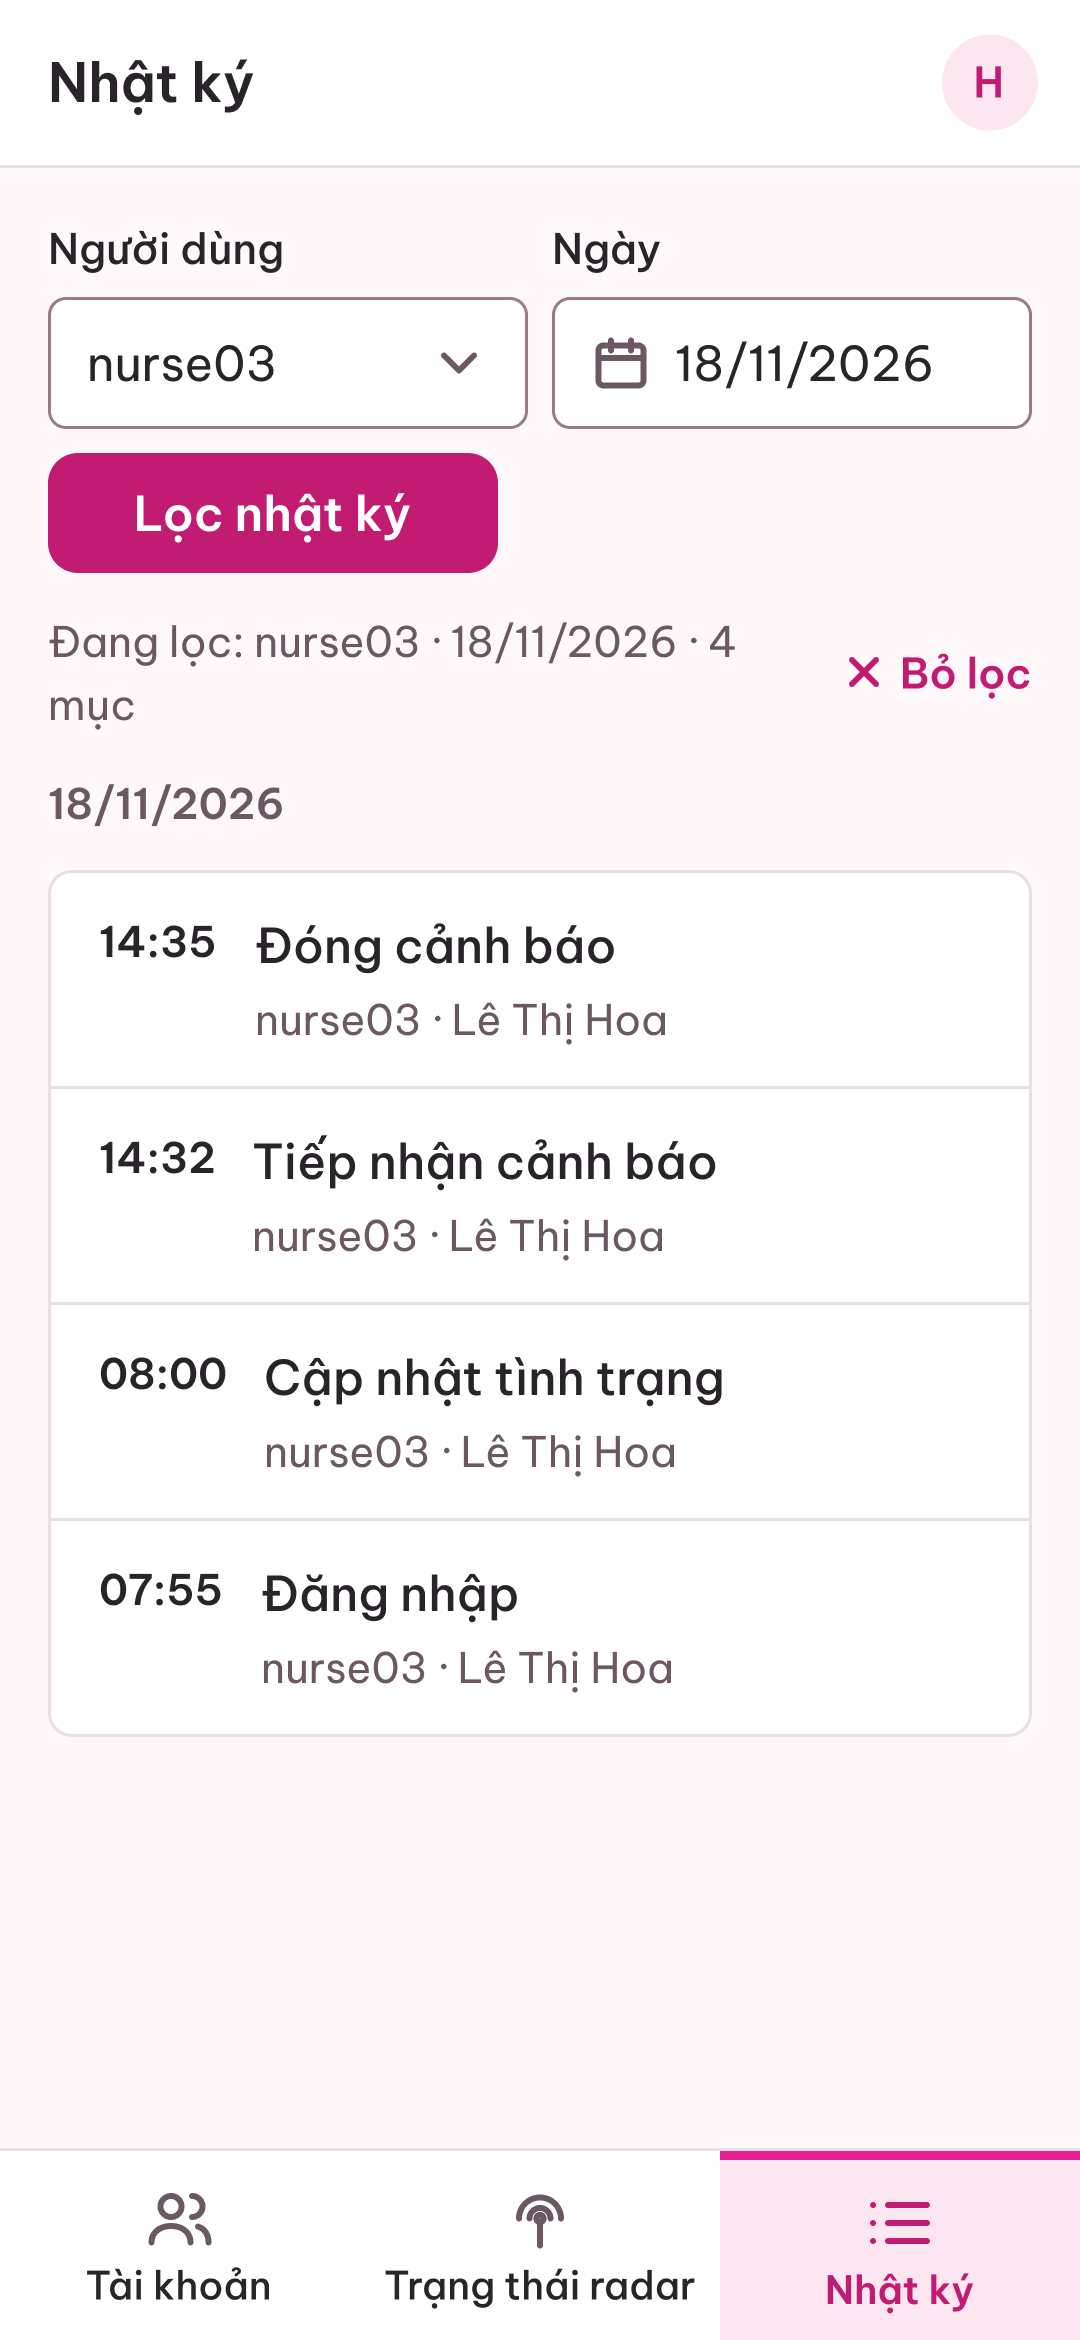 Nhật ký
H
Người dùng
Ngày
nurse03
18/11/2026
Lọc nhật ký
Đang lọc: nurse03 · 18/11/2026 · 4
mục
Bỏ lọc
18/11/2026
14:35 Đóng cảnh báo
nurse03 · Lê Thị Hoa
14:32 Tiếp nhận cảnh báo
nurse03 · Lê Thị Hoa
08:00 Cập nhật tình trạng
nurse03 · Lê Thị Hoa
07:55 Đăng nhập
nurse03 · Lê Thị Hoa
Tài khoản
Trạng thái radar
Nhật ký